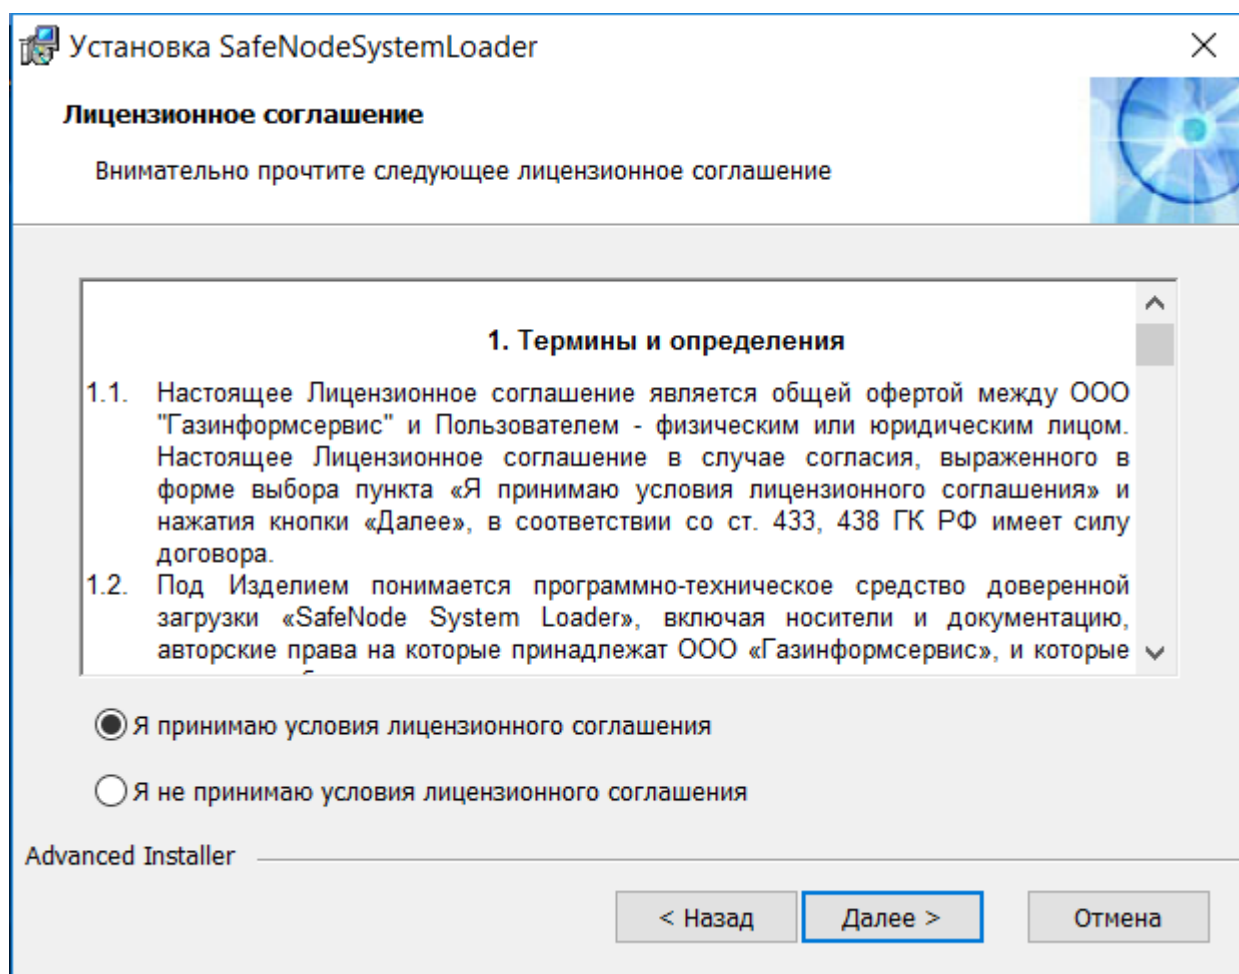 Установка SafeNodeSystemLoader
Лицензионное соглашение
Внимательно прочтите следующее лицензионное соглашение
1. Термины и определения
1.1. Настоящее Лицензионное соглашение является общей офертой между ООО
"Газинформсервис" и Пользователем - физическим или юридическим лицом.
Настоящее Лицензионное соглашение в случае согласия, выраженного в
форме выбора пункта «Я принимаю условия лицензионного соглашения» и
нажатия кнопки «Далее», в соответствии со ст. 433, 438 ГК РФ имеет силу
договора.
1.2. Под Изделием понимается программно-техническое средство доверенной
загрузки «SafeNode System Loader», включая носители и документацию,
авторские права на которые принадлежат ООО «Газинформсервис», и которые
Я принимаю условия лицензионного соглашения
Я не принимаю условия лицензионного соглашения
Advanced Installer
< Назад
Далее >
Отмена